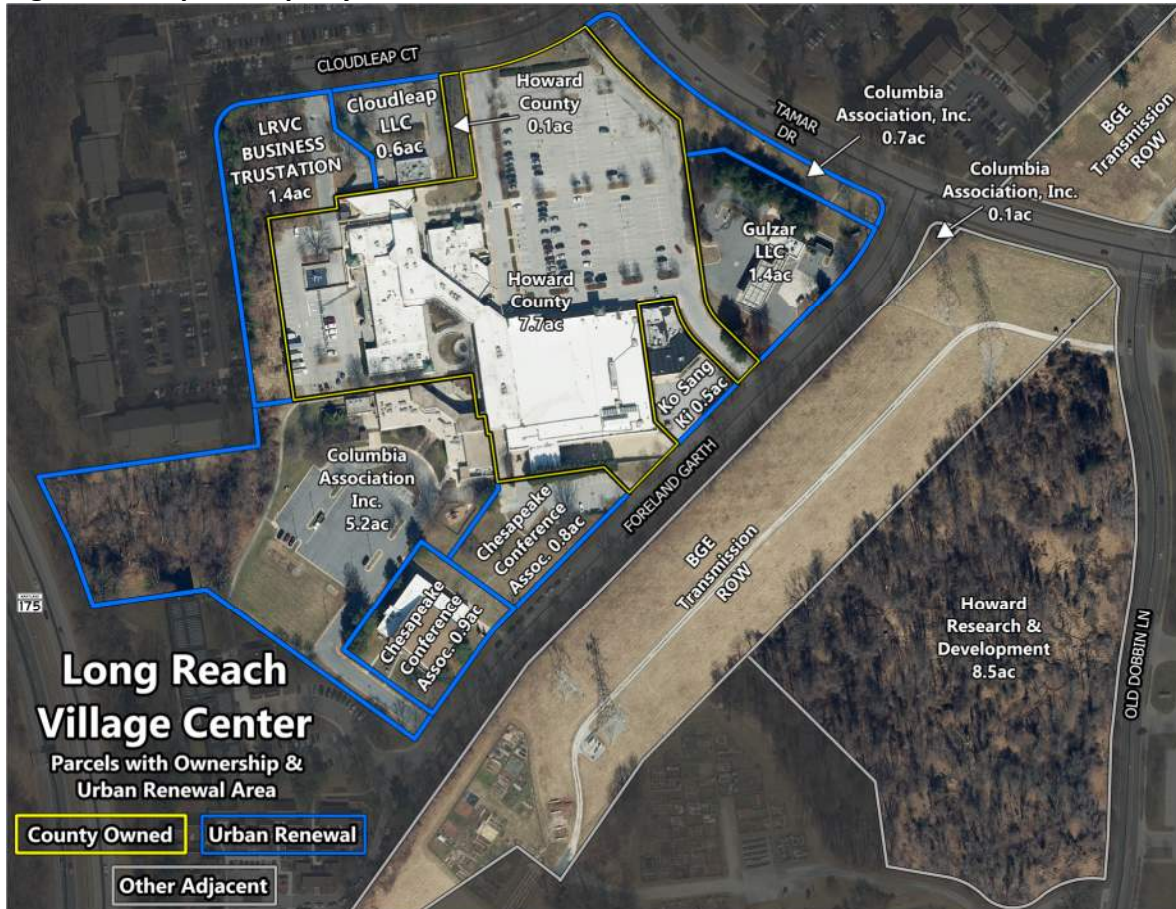 CLOUDLEAP CT
Howard
County
0.1ac
Cloudleap
LLC
0.6ac
LRVC
BUSINESS
TRUSTATION
1.4ac
TAMAR
DR
Columbia
Association, Inc.
0.7ac
BGE
Transmission
ROW
Columbia
Association, Inc.
0.1ac
Gulzar
LLC
1.4ac
Howard
County
7.7ac
Ko Sang
Ki 0.5ac
Columbia
Association
Inc.
5.2ac
Chesapeake
Conference
Assoc. 0.8ac
FORELAND GARTH
Chesapeake
Conference
Assoc. 0.9ac
BGE
Transmission
ROW
Howard
Research &
Development
8.5ac
OLD DOBBIN LN
175
Long Reach
Village Center
Parcels with Ownership &
Urban Renewal Area
County Owned
Urban Renewal
Other Adjacent